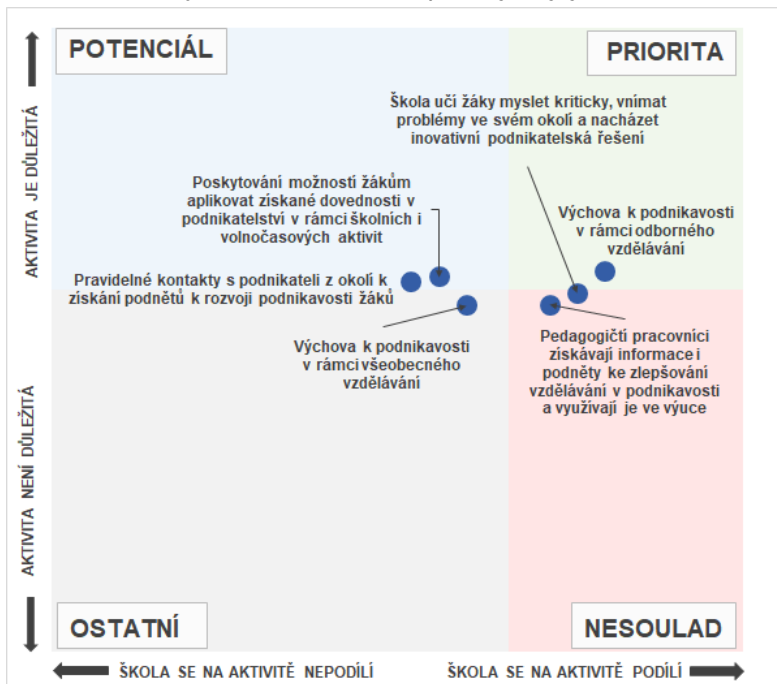 POTENCIÁL
PRIORITA
Škola učí žáky myslet kriticky, vnímat
problémy ve svém okolí a nacházet
inovativní podnikatelská řešení
Poskytování možností žákům
aplikovat získané dovednosti v
podnikatelství v rámci školních i
volnočasových aktivit
Výchova k podnikavosti
v rámci odborného
vzdělávání
Pravidelné kontakty s podnikateli z okolí k
získání podnětů k rozvoji podnikavosti žáků
Výchova k podnikavosti
v rámci všeobecného
vzdělávání
Pedagogičtí pracovníci
získávají informace i
podněty ke zlepšování
vzdělávání v podnikavosti
a využívají je ve výuce
AKTIVITA JE DŮLEŽITÁ
AKTIVITA NENÍ DŮLEŽITÁ
OSTATNÍ
NESOULAD
ŠKOLA SE NA AKTIVITĚ NEPODÍLÍ
ŠKOLA SE NA AKTIVITĚ PODÍLÍ